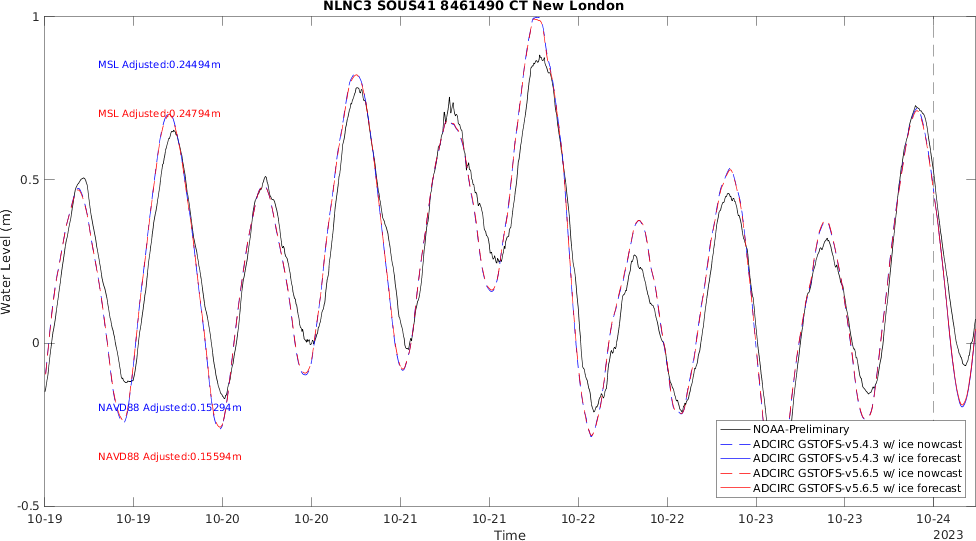 NLNC3 SOUS41 8461490 CT New London
1
MSL Adjusted:0.24494m
MSL Adjusted:0.24794m
0.5
Water Level (m)
0
NAVD88 Adjusted:0.15294m
NAVD88 Adjusted:0.15594m
NOAA-Preliminary
ADCIRC GSTOFS-v5.4.3 w/ ice nowcast
ADCIRC GSTOFS-v5.4.3 w/ ice forecast
ADCIRC GSTOFS-v5.6.5 w/ ice nowcast
ADCIRC GSTOFS-v5.6.5 w/ ice forecast
-0.5
10-19 10-19 10-20 10-20 10-21 10-21 10-22 10-22 10-23 10-23 10-24
Time
2023